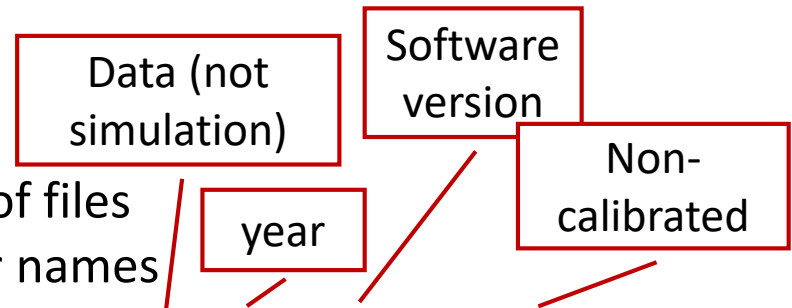 Data (not
simulation)
Software
version
Non-
calibrated
of files
year
names